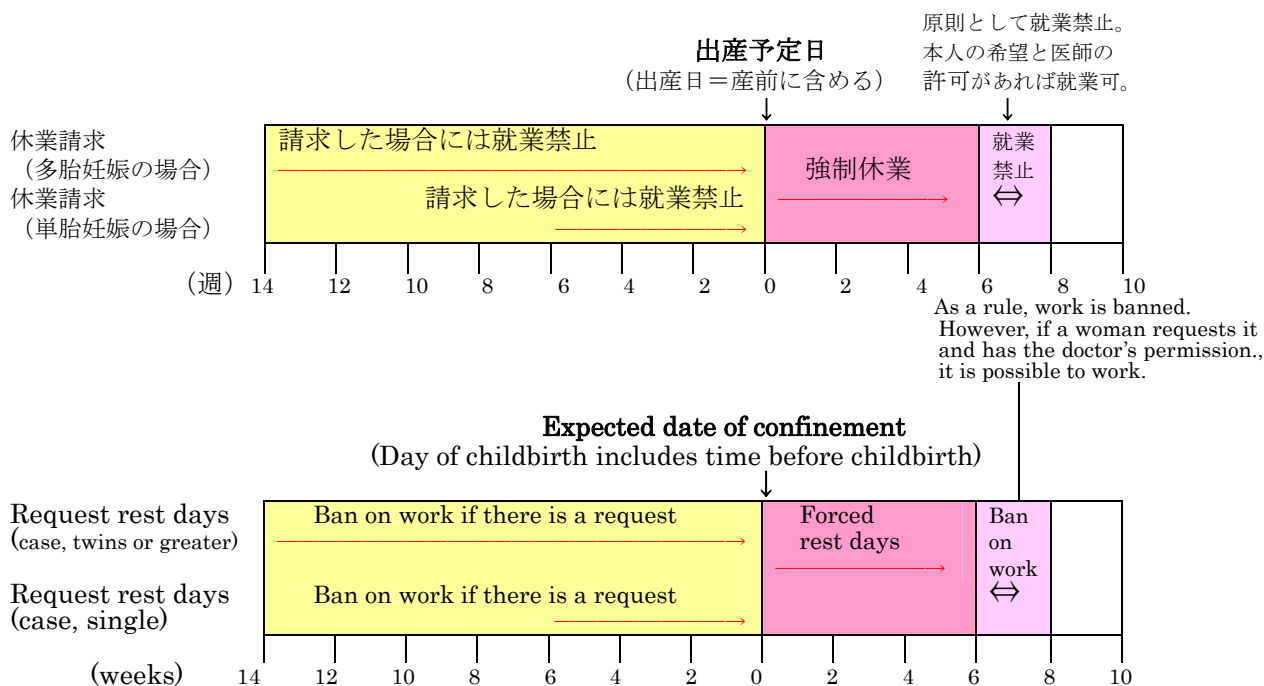 原則として就業禁止。
本人の希望と医師の
許可があれば就業可。
出産予定日
（出産日＝産前に含める）
↓ ↓
休業請求
（多胎妊娠の場合）
休業請求
（単胎妊娠の場合）
請求した場合には就業禁止
請求した場合には就業禁止
強制休業
就業
禁止
⇔
（週） 14 12 10 8 6 4 2 0 2 4 6 8 10
As a rule, work is banned.
However, if a woman requests it
and has the doctor's permission.,
it is possible to work.
Expected date of confinement
(Day of childbirth includes time before childbirth)
↓
Request rest days
(case, twins or greater)
Request rest days
(case, single)
Ban on work if there is a request
Ban on work if there is a request
Forced
rest days
Ban
on
work
⇔
(weeks) 14 12 10 8 6 4 2 0 2 4 6 8 10